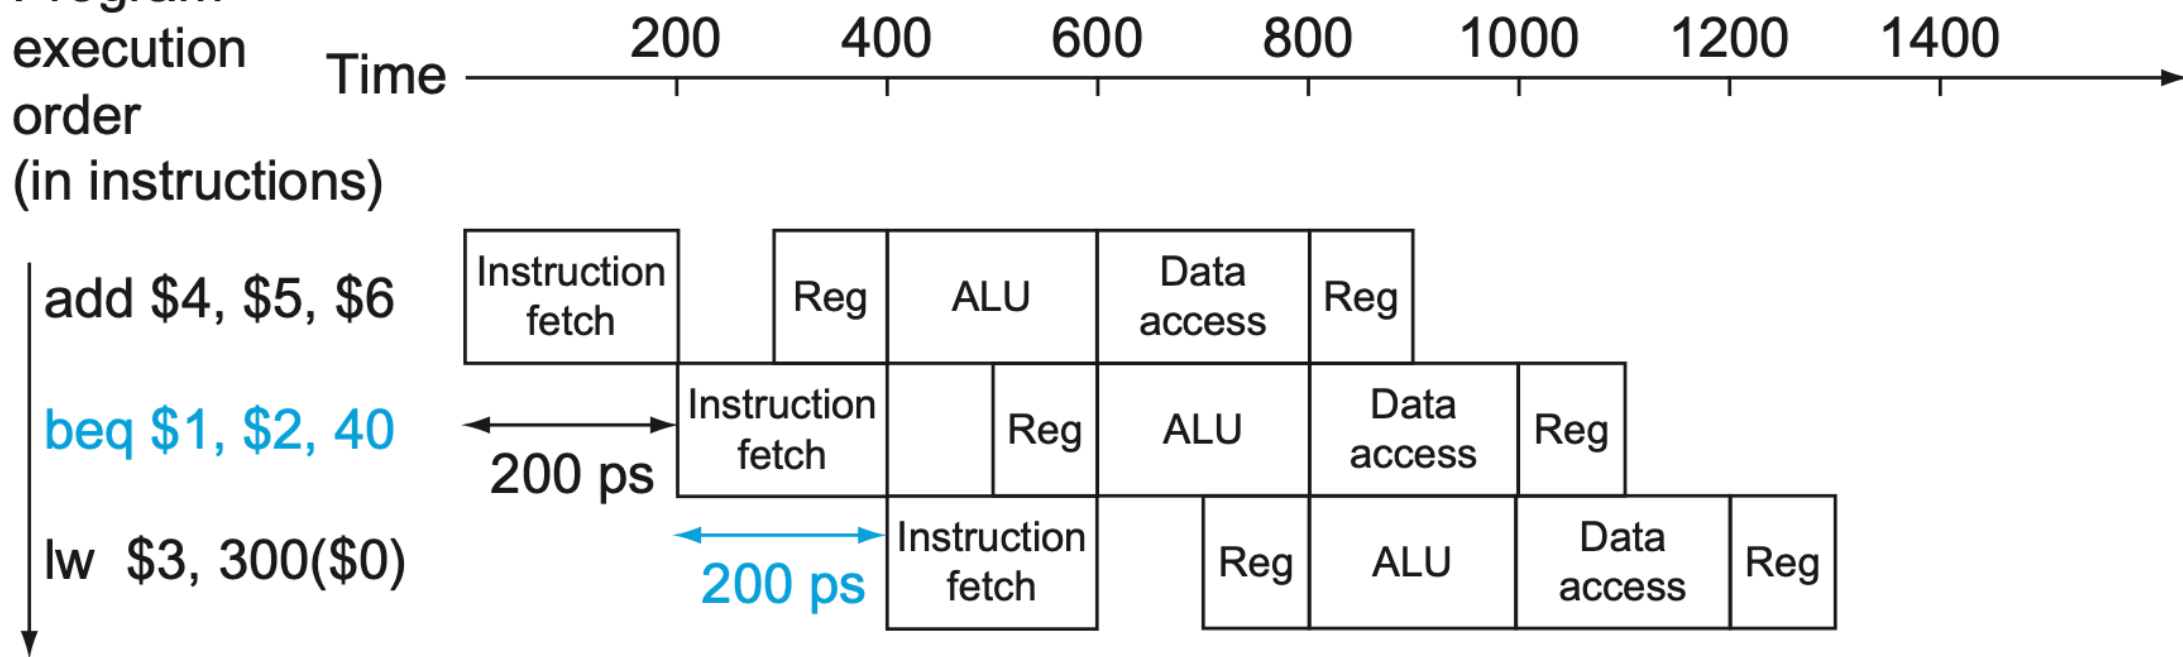 Program
execution
order
(in instructions)
Time
200 400 600 800 1000 1200 1400
add $4, $5, $6
Instruction
fetch
Reg
ALU
Data
access
Reg
beq $1, $2, 40
200 ps
Instruction
fetch
Reg
ALU
Data
access
Reg
lw $3, 300($0)
200 ps
Instruction
fetch
Reg
ALU
Data
access
Reg